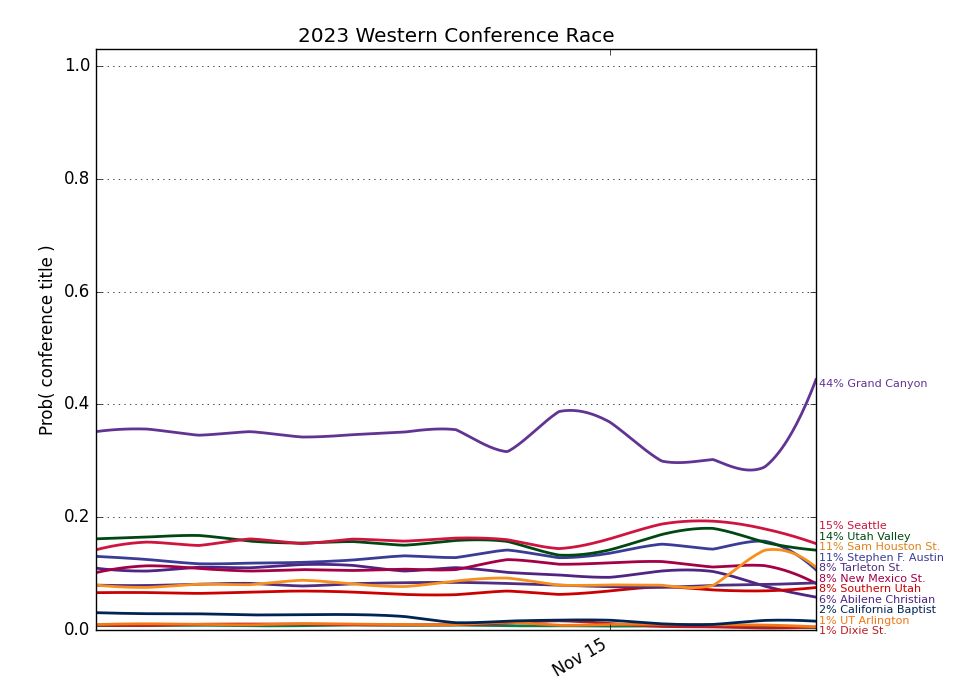 2023 Western Conference Race
1.0
0.8
0.6
0.4
0.2
0.0
Prob( conference title )
Nov 15
44% Grand Canyon
15% Seattle
14% Utah Valley
11% Sam Houston St.
11% Stephen F. Austin
8% Tarleton St.
8% New Mexico St.
8% Southern Utah
6% Abilene Christian
2% California Baptist
1% UT Arlington
1% Dixie St.